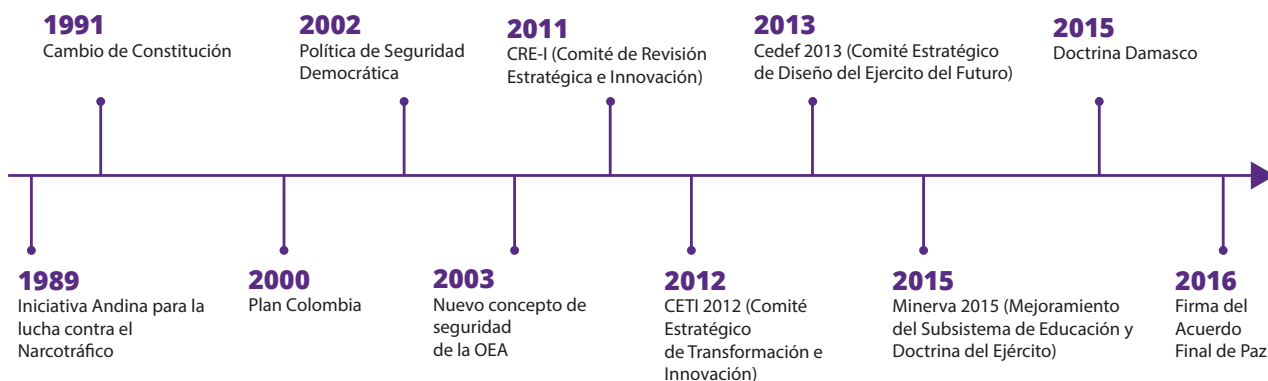 1991
Cambio de Constitución
2002
Política de Seguridad
Democrática
2011
CRE-I (Comité de Revisión
Estratégica e Innovación)
2013
Cedef 2013 (Comité Estratégico
de Diseño del Ejercito del Futuro)
2015
Doctrina Damasco
1989
Iniciativa Andina para la
lucha contra el
Narcotráfico
2000
Plan Colombia
2003
Nuevo concepto de
seguridad
de la OEA
2012
CETI 2012 (Comité
Estratégico
de Transformación e
Innovación)
2015
Minerva 2015 (Mejoramiento
del Subsistema de Educación y
Doctrina del Ejército)
2016
Firma del
Acuerdo
Final de Paz